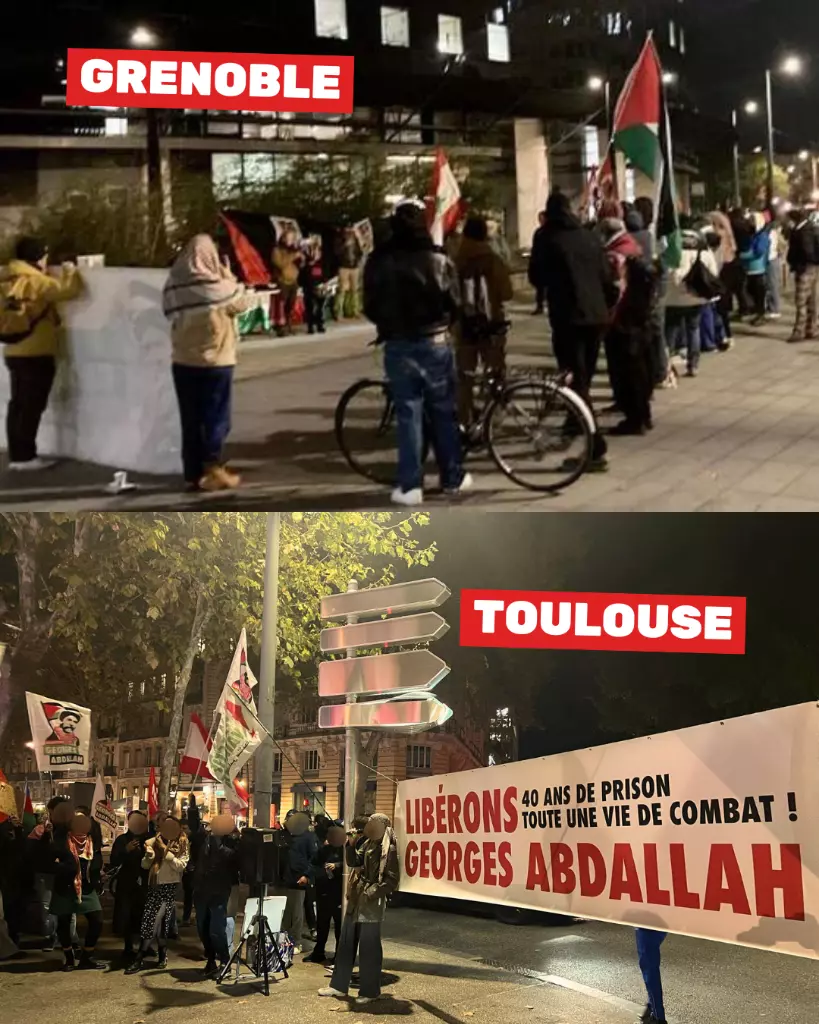 GRENOBLE
TOULOUSE
GEORGES
ABDALLAH
LIBÉRONS
40 ANS DE PRISON
TOUTE UNE VIE DE COMBAT !
GEORGES ABDALLAH